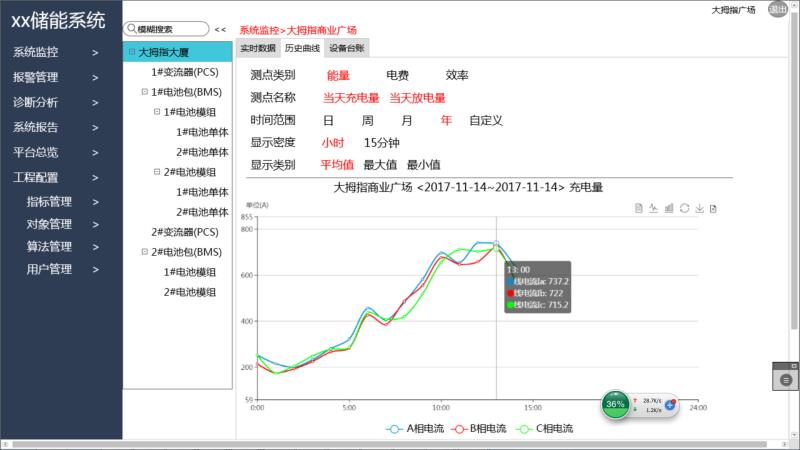 大拇指广场 退出
xx储能系统
系统监控 >
报警管理 >
诊断分析 >
系统报告 >
平台总览 >
工程配置 >
指标管理 >
对象管理 >
算法管理 >
用户管理 >
模糊搜索 <<
大拇指大厦
1#变流器(PCS)
1#电池包(BMS)
1#电池模组
1#电池单体
2#电池单体
2#电池模组
1#电池单体
2#电池单体
2#变流器(PCS)
2#电池包(BMS)
1#电池模组
2#电池模组
系统监控>大拇指商业广场
实时数据 历史曲线 设备台账
测点类别 能量 电费 效率
测点名称 当天充电量 当天放电量
时间范围 日 周 月 年 自定义
显示密度 小时 15分钟
显示类别 平均值 最大值 最小值
大拇指商业广场 <2017-11-14~2017-11-14> 充电量
单位(A)
855
800
600
400
200
59
0:00 5:00 10:00 15:00 24:00
13: 00
线电流Ia: 737.2
线电流Ib: 722
线电流Ic: 715.2
A相电流 B相电流 C相电流
36%
28.7K/s
1.2K/s